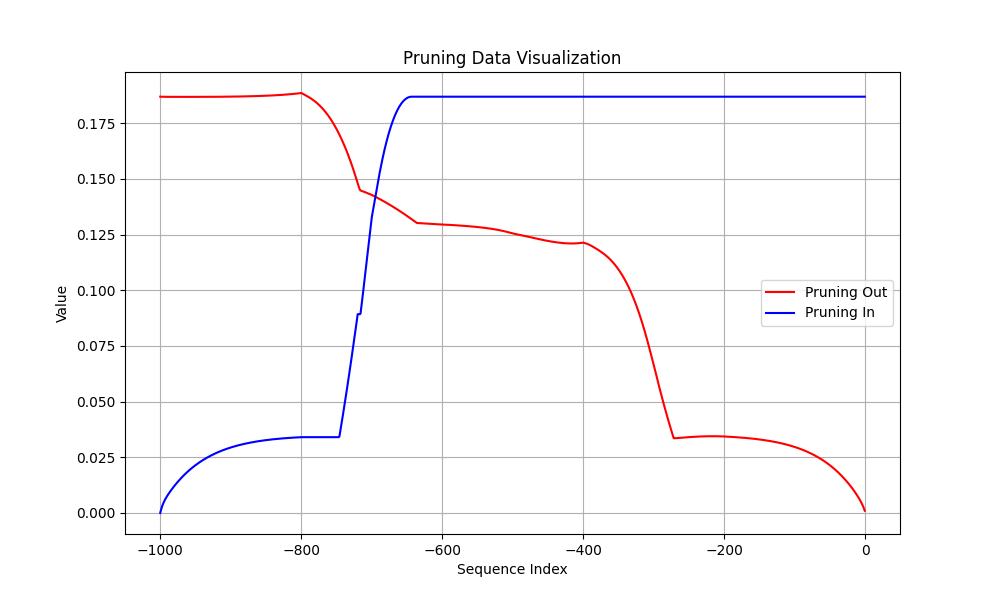 Pruning Data Visualization
Value
0.175
0.150
0.125
0.100
0.075
0.050
0.025
0.000
Pruning Out
Pruning In
−1000
−800
−600
−400
−200
0
Sequence Index